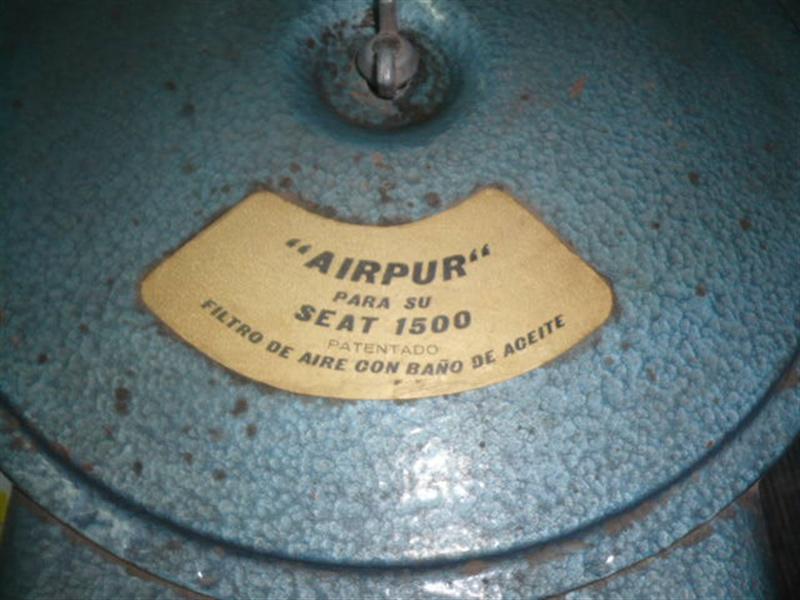 “AIRPUR“
PARA SU
SEAT 1500
PATENTADO
FILTRO DE AIRE CON BAÑO DE ACEITE